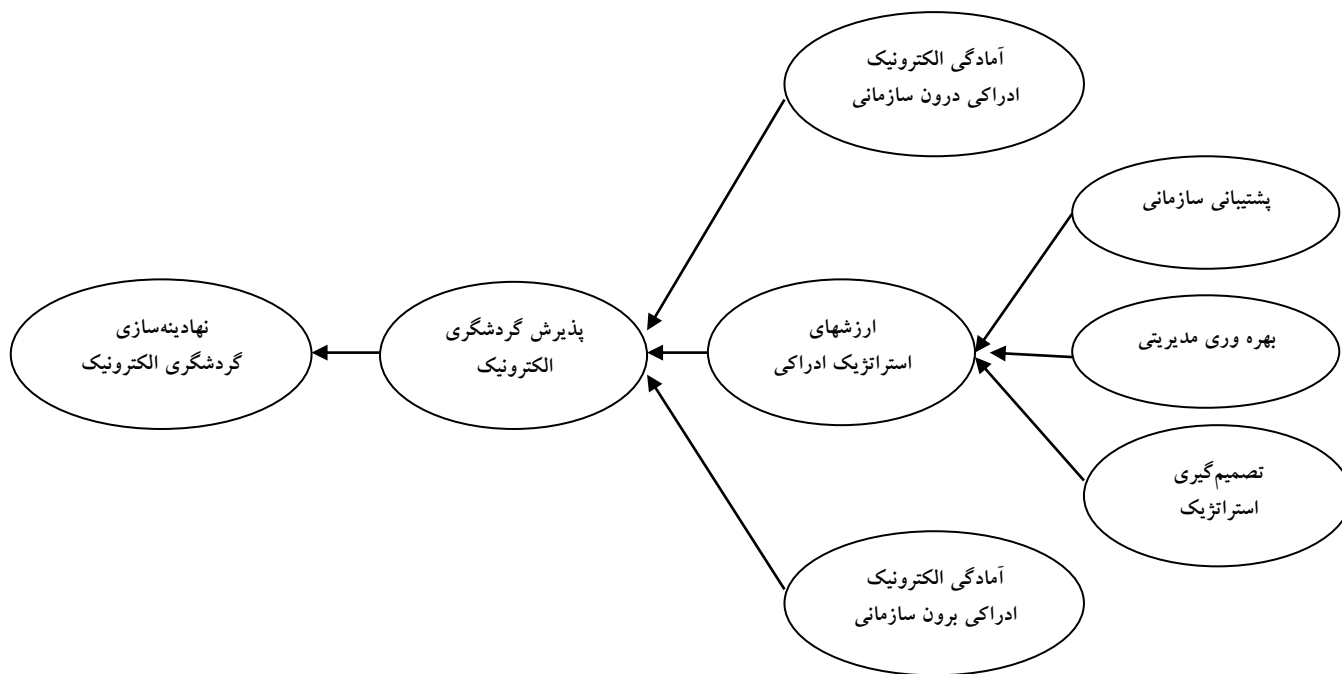 آمادگی الکترونیک
ادراکی درون سازمانی
پشتیبانی سازمانی
بهره وری مدیریتی
تصمیم‌گیری
استراتژیک
ارزشهای
استراتژیک ادراکی
پذیرش گردشگری
الکترونیک
نهادینه‌سازی
گردشگری الکترونیک
آمادگی الکترونیک
ادراکی برون سازمانی